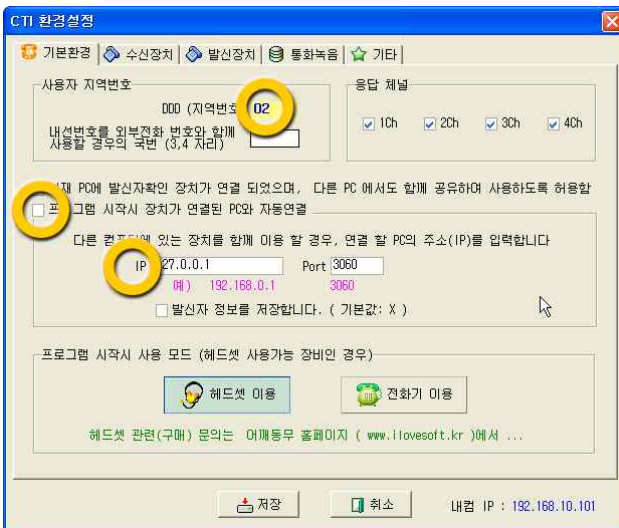 CTI 환경설정
기본환경 수신장치 발신장치 통화녹음 기타
사용자 지역번호
DDD (지역번호 02
내선번호를 외부전화 번호와 함께
사용할 경우의 국번 (3,4 자리)
응답 채널
1Ch 2Ch 3Ch 4Ch
PC에 발신자확인 장치가 연결 되었으며, 다른 PC 에서도 함께 공유하여 사용하도록 허용함
프로그램 시작시 장치가 연결된 PC와 자동연결
다른 컴퓨터에 있는 장치를 함께 이용 할 경우, 연결 할 PC의 주소(IP)를 입력합니다
IP 27.0.0.1 Port 3060
예) 192.168.0.1 3060
발신자 정보를 저장합니다. ( 기본값: X )
프로그램 시작시 사용 모드 (헤드셋 사용가능 장비인 경우)
헤드셋 이용 전화기 이용
헤드셋 관련(구매) 문의는 어깨동무 홈페이지 ( www.ilovesoft.kr )에서 ...
저장 취소 내컴 IP : 192.168.10.101